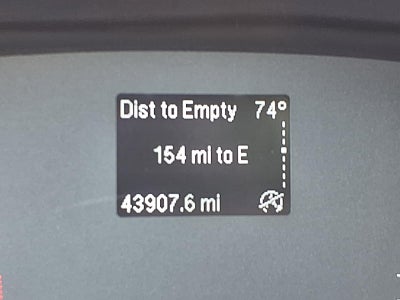 Dist to Empty 74°
154 mi to E
43907.6 mi